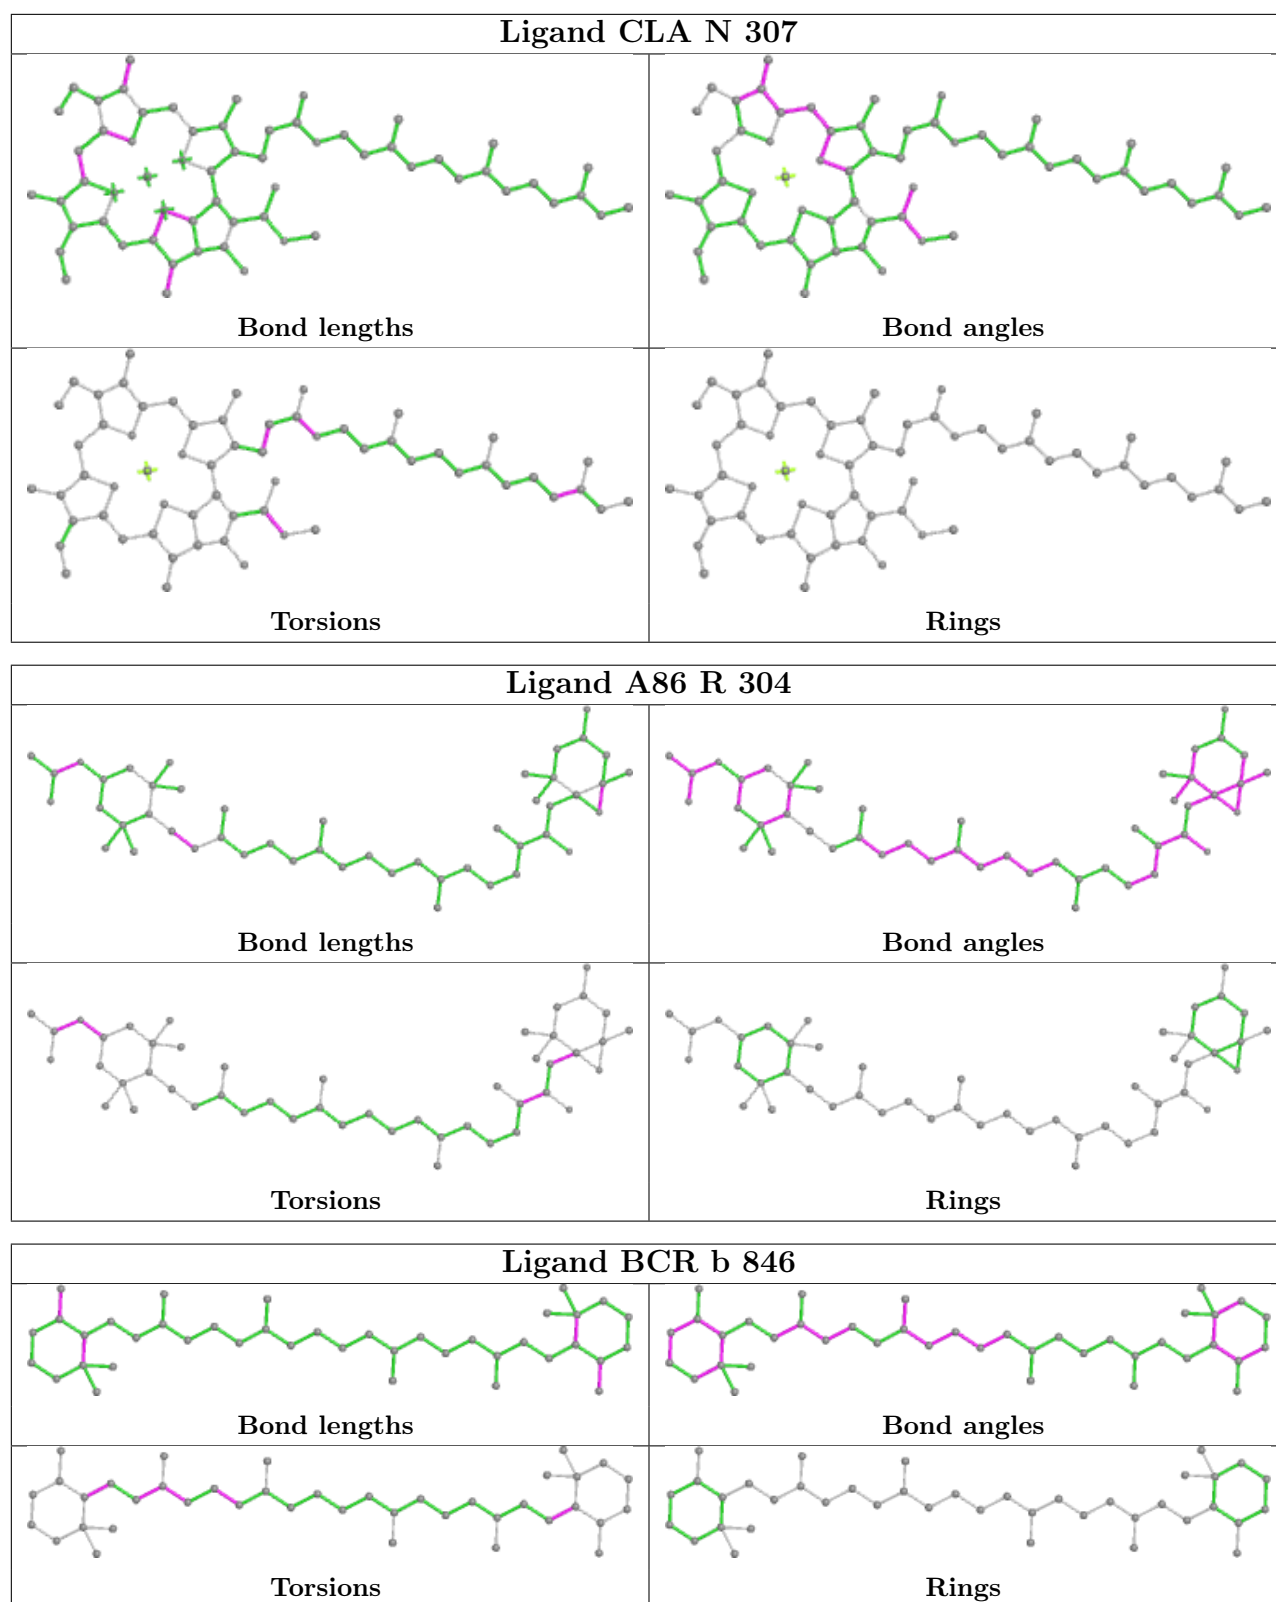 Ligand CLA N 307
Bond lengths
Bond angles
Torsions
Rings
Ligand A86 R 304
Bond lengths
Bond angles
Torsions
Rings
Ligand BCR b 846
Bond lengths
Bond angles
Torsions
Rings